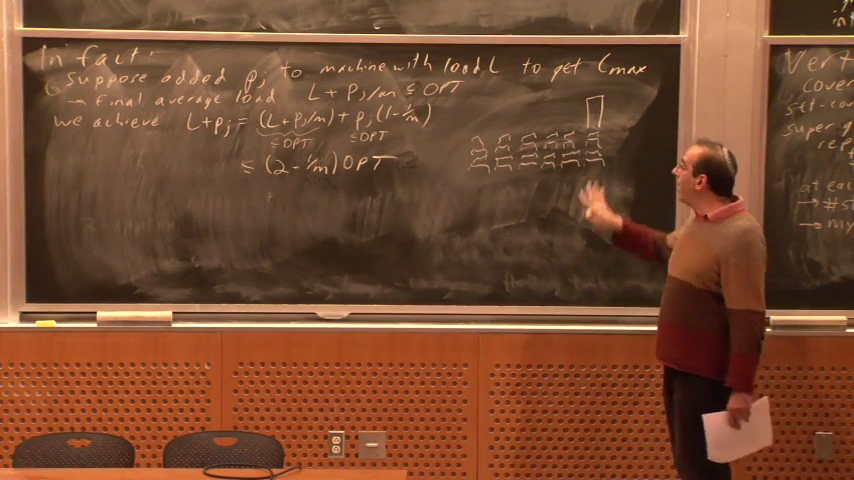 In fact:
Suppose added pj to machine with load L to get Cmax
→ Final average load L + Pj/m ≤ OPT
we achieve L+pj = (L+Pj/m) + pj(1-1/m)
≤OPT ≤OPT
≤ (2-1/m) OPT
Vert
cover
set-cov
super
rep
at eac
→ #s
→ my